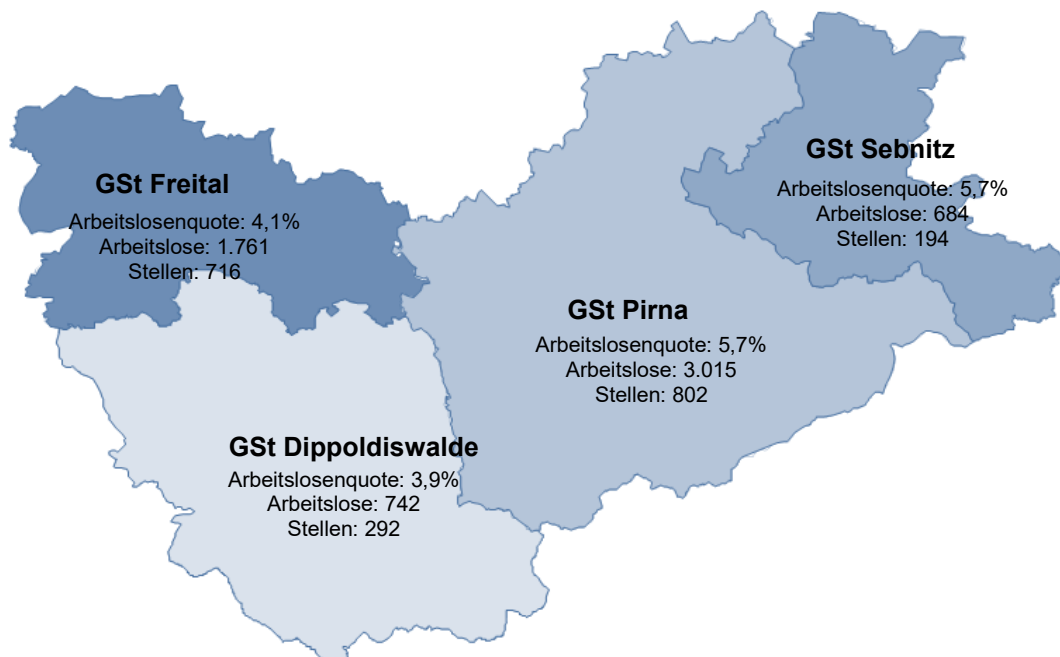 GSt Freital
Arbeitslosenquote: 4,1%
Arbeitslose: 1.761
Stellen: 716
GSt Sebnitz
Arbeitslosenquote: 5,7%
Arbeitslose: 684
Stellen: 194
GSt Pirna
Arbeitslosenquote: 5,7%
Arbeitslose: 3.015
Stellen: 802
GSt Dippoldiswalde
Arbeitslosenquote: 3,9%
Arbeitslose: 742
Stellen: 292